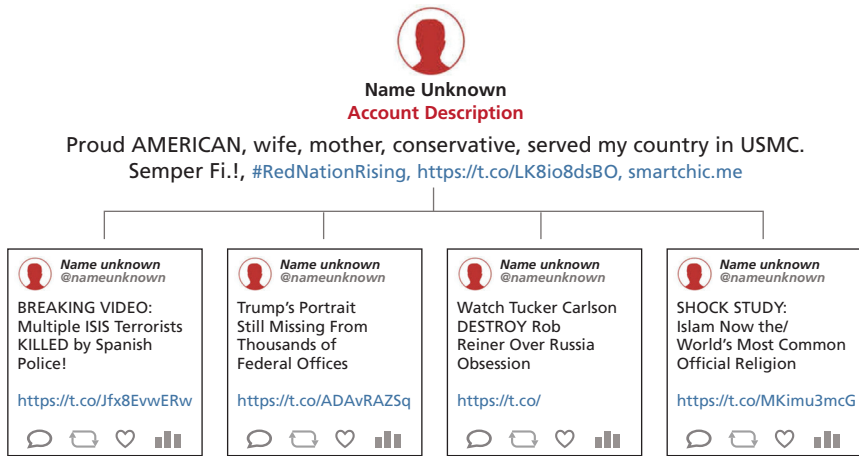 Name Unknown
Account Description
Proud AMERICAN, wife, mother, conservative, served my country in USMC.
Semper Fi.!, #RedNationRising, https://t.co/LK8io8dsBO, smartchic.me
Name unknown
@nameunknown
BREAKING VIDEO:
Multiple ISIS Terrorists
KILLED by Spanish
Police!
https://t.co/Jfx8EvwERw
Name unknown
@nameunknown
Trump's Portrait
Still Missing From
Thousands of
Federal Offices
https://t.co/ADAvRAZSq
Name unknown
@nameunknown
Watch Tucker Carlson
DESTROY Rob
Reiner Over Russia
Obsession
https://t.co/
Name unknown
@nameunknown
SHOCK STUDY:
Islam Now the/
World's Most Common
Official Religion
https://t.co/MKimu3mcG